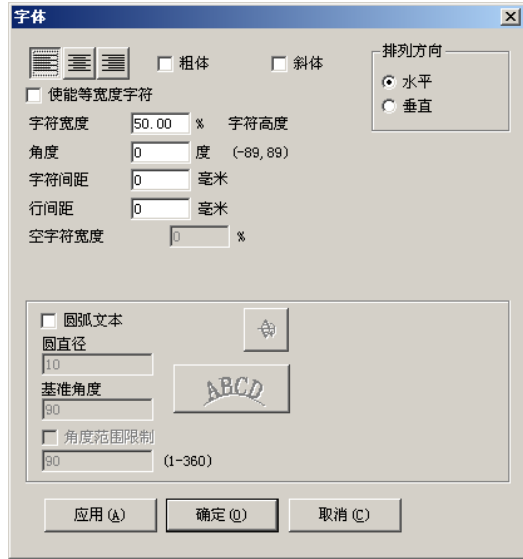 字体
粗体 斜体 排列方向
水平
使能等宽度字符
垂直
字符宽度 50.00 % 字符高度
角度 0 度 (-89,89)
字符间距 0 毫米
行间距 0 毫米
空字符宽度 0 %
圆弧文本
圆直径
10
ABCD
基准角度
90
角度范围限制
90 (1-360)
应用(A) 确定(O) 取消(C)